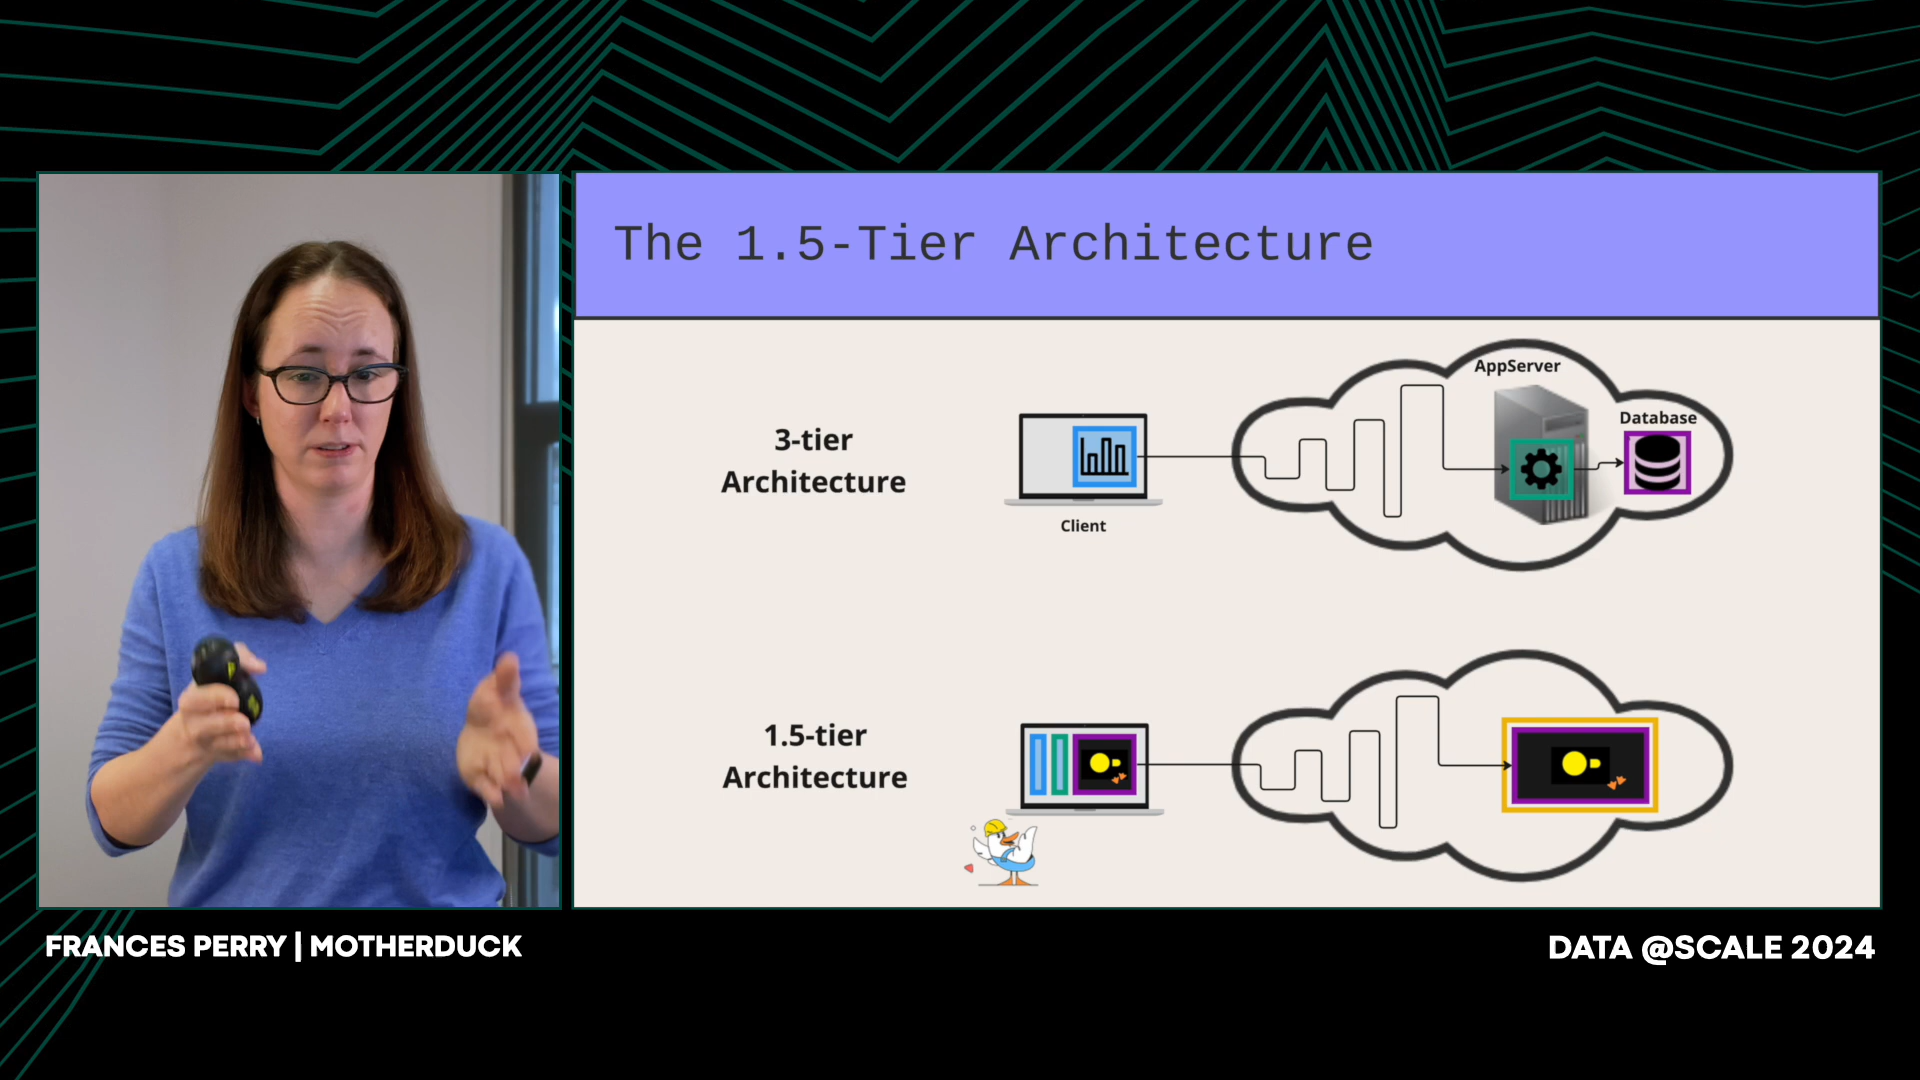 The 1.5-Tier Architecture
AppServer
Database
3-tier
Architecture
Client
1.5-tier
Architecture
FRANCES PERRY | MOTHERDUCK
DATA @SCALE 2024